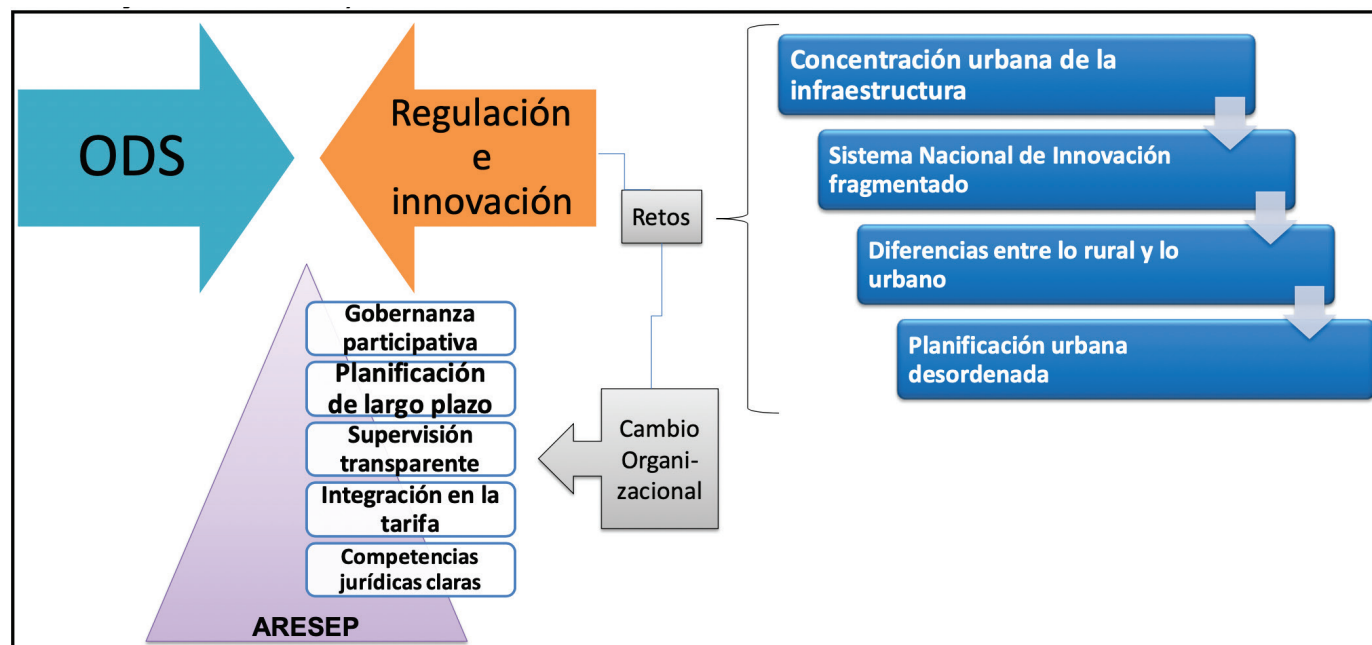 ODS
Regulación
e
innovación
Retos
Concentración urbana de la
infraestructura
Sistema Nacional de Innovación
fragmentado
Diferencias entre lo rural y lo
urbano
Planificación urbana
desordenada
Gobernanza
participativa
Planificación
de largo plazo
Supervisión
transparente
Integración en la
tarifa
Competencias
jurídicas claras
ARESEP
Cambio
Organi-
zacional